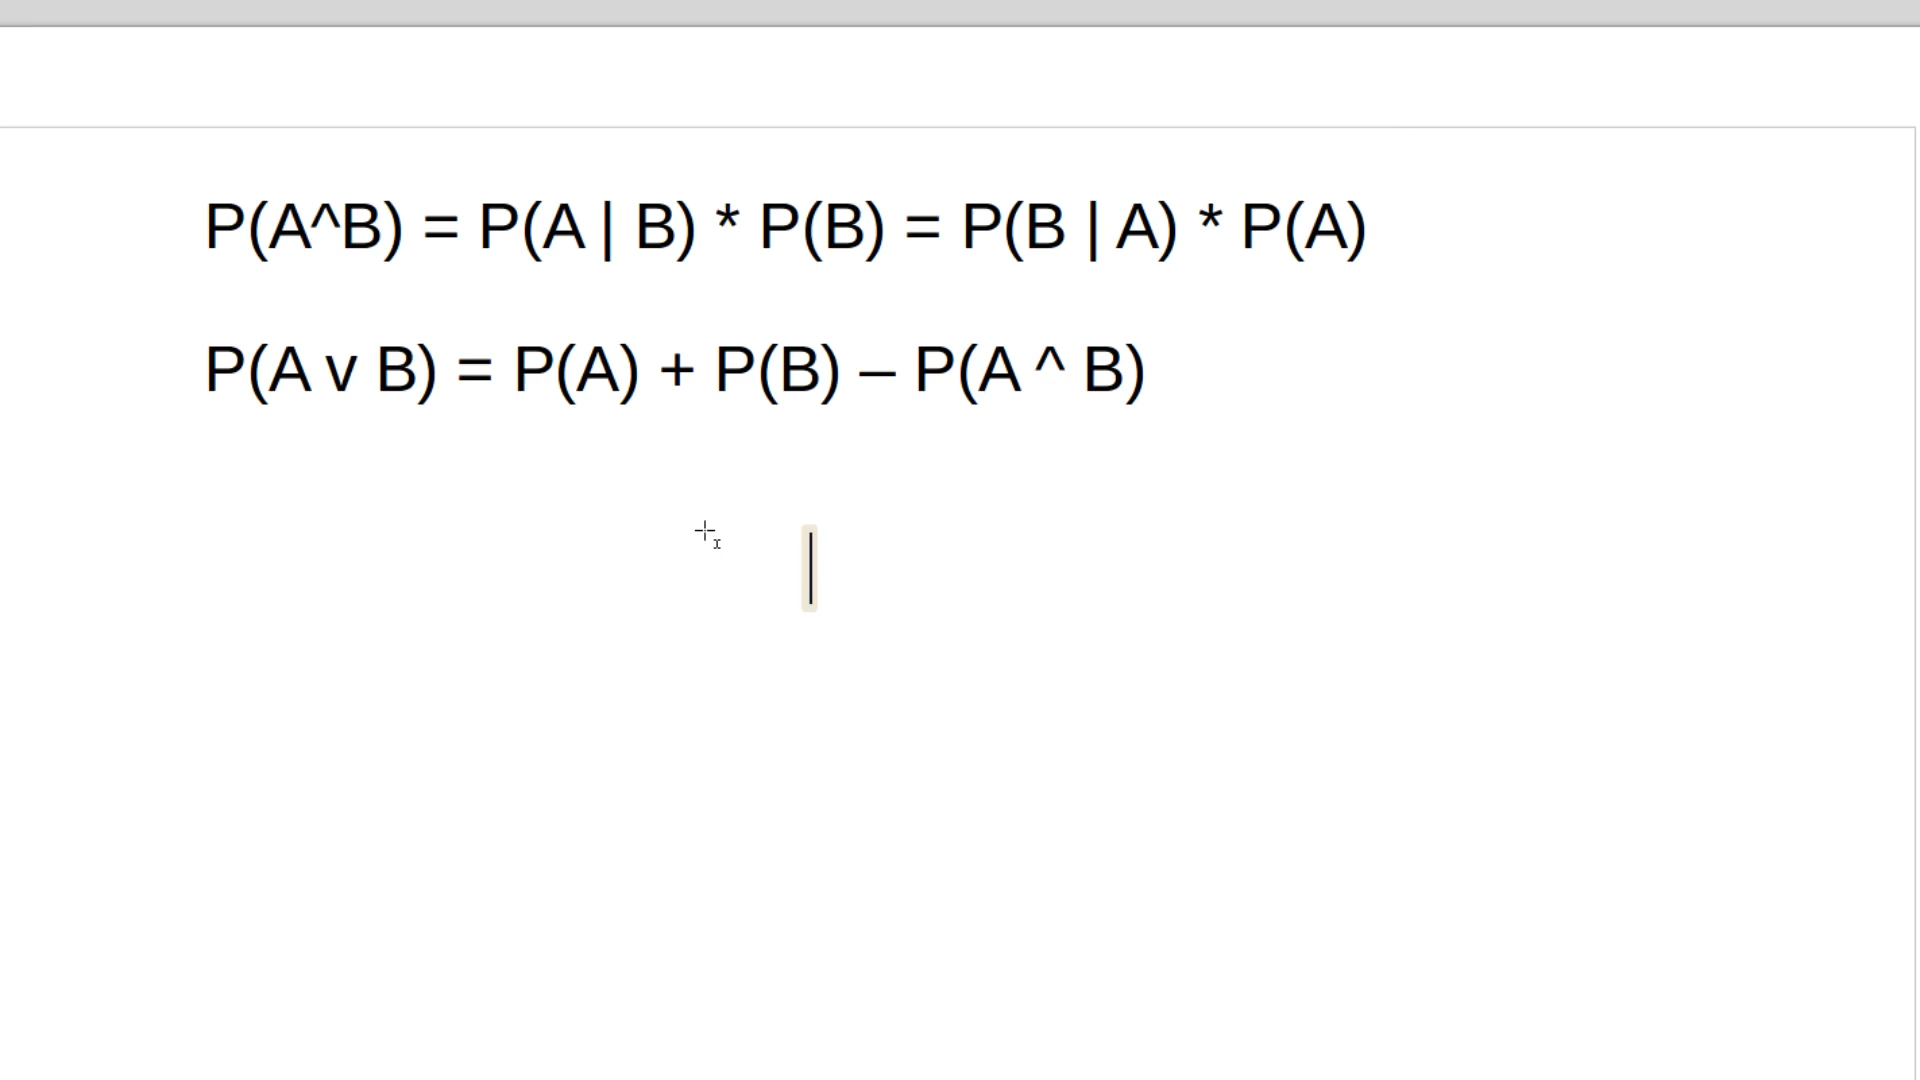 P(A^B) = P(A | B) * P(B) = P(B | A) * P(A)
P(A v B) = P(A) + P(B) – P(A ^ B)